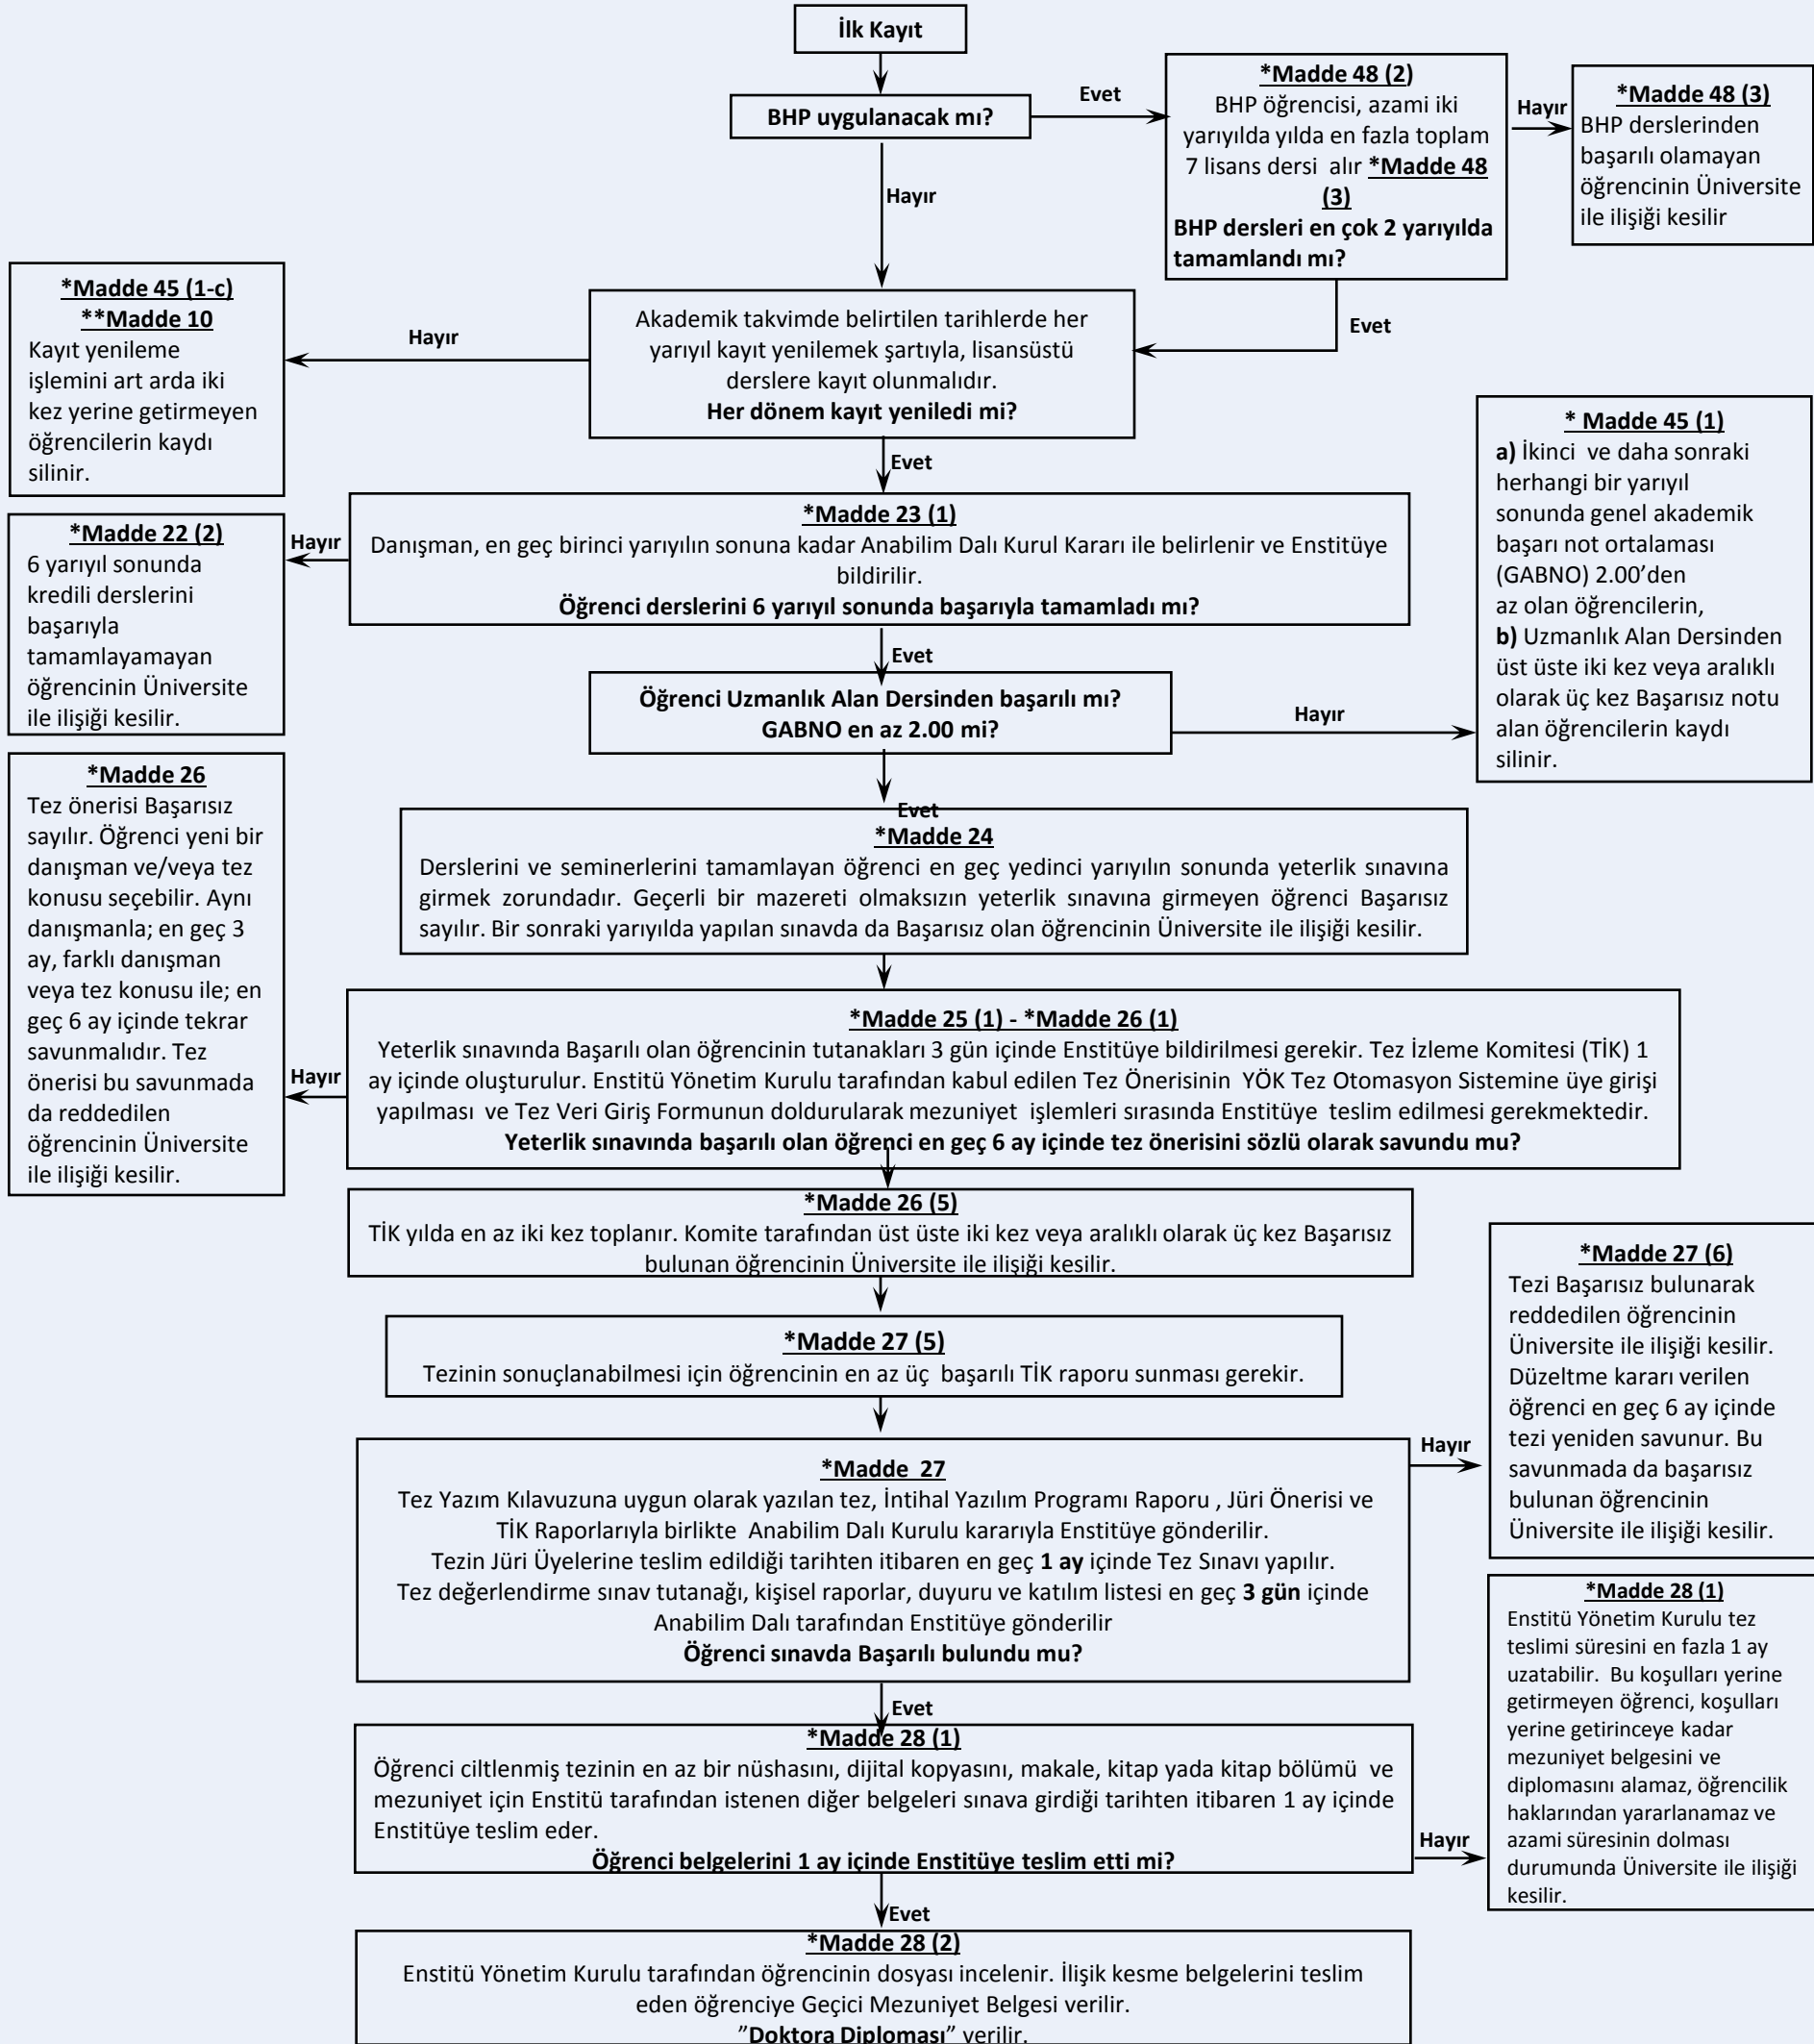 İlk Kayıt
BHP uygulanacak mı?
Evet
*Madde 48 (2)
BHP öğrencisi, azami iki
yarıyılda yılda en fazla toplam
7 lisans dersi alır *Madde 48
(3)
BHP dersleri en çok 2 yarıyılda
tamamlandı mı?
Hayır
*Madde 48 (3)
BHP derslerinden
başarılı olamayan
öğrencinin Üniversite
ile ilişiği kesilir
Hayır
Evet
Akademik takvimde belirtilen tarihlerde her
yarıyıl kayıt yenilemek şartıyla, lisansüstü
derslere kayıt olunmalıdır.
Her dönem kayıt yeniledi mi?
Hayır
*Madde 45 (1-c)
**Madde 10
Kayıt yenileme
işlemini art arda iki
kez yerine getirmeyen
öğrencilerin kaydı
silinir.
Evet
*Madde 23 (1)
Danışman, en geç birinci yarıyılın sonuna kadar Anabilim Dalı Kurul Kararı ile belirlenir ve Enstitüye
bildirilir.
Öğrenci derslerini 6 yarıyıl sonunda başarıyla tamamladı mı?
Hayır
*Madde 22 (2)
6 yarıyıl sonunda
kredili derslerini
başarıyla
tamamlayamayan
öğrencinin Üniversite
ile ilişiği kesilir.
Evet
Öğrenci Uzmanlık Alan Dersinden başarılı mı?
GABNO en az 2.00 mi?
Hayır
* Madde 45 (1)
a) İkinci ve daha sonraki
herhangi bir yarıyıl
sonunda genel akademik
başarı not ortalaması
(GABNO) 2.00’den
az olan öğrencilerin,
b) Uzmanlık Alan Dersinden
üst üste iki kez veya aralıklı
olarak üç kez Başarısız notu
alan öğrencilerin kaydı
silinir.
Evet
*Madde 24
Derslerini ve seminerlerini tamamlayan öğrenci en geç yedinci yarıyılın sonunda yeterlik sınavına
girmek zorundadır. Geçerli bir mazereti olmaksızın yeterlik sınavına girmeyen öğrenci Başarısız
sayılır. Bir sonraki yarıyılda yapılan sınavda da Başarısız olan öğrencinin Üniversite ile ilişiği kesilir.
*Madde 25 (1) - *Madde 26 (1)
Yeterlik sınavında Başarılı olan öğrencinin tutanakları 3 gün içinde Enstitüye bildirilmesi gerekir. Tez İzleme Komitesi (TİK) 1
ay içinde oluşturulur. Enstitü Yönetim Kurulu tarafından kabul edilen Tez Önerisinin YÖK Tez Otomasyon Sistemine üye girişi
yapılması ve Tez Veri Giriş Formunun doldurularak mezuniyet işlemleri sırasında Enstitüye teslim edilmesi gerekmektedir.
Yeterlik sınavında başarılı olan öğrenci en geç 6 ay içinde tez önerisini sözlü olarak savundu mu?
Hayır
*Madde 26
Tez önerisi Başarısız
sayılır. Öğrenci yeni bir
danışman ve/veya tez
konusu seçebilir. Aynı
danışmanla; en geç 3
ay, farklı danışman
veya tez konusu ile; en
geç 6 ay içinde tekrar
savunmalıdır. Tez
önerisi bu savunmada
da reddedilen
öğrencinin Üniversite
ile ilişiği kesilir.
*Madde 26 (5)
TİK yılda en az iki kez toplanır. Komite tarafından üst üste iki kez veya aralıklı olarak üç kez Başarısız
bulunan öğrencinin Üniversite ile ilişiği kesilir.
*Madde 27 (5)
Tezinin sonuçlanabilmesi için öğrencinin en az üç başarılı TİK raporu sunması gerekir.
*Madde 27
Tez Yazım Kılavuzuna uygun olarak yazılan tez, İntihal Yazılım Programı Raporu , Jüri Önerisi ve
TİK Raporlarıyla birlikte Anabilim Dalı Kurulu kararıyla Enstitüye gönderilir.
Tezin Jüri Üyelerine teslim edildiği tarihten itibaren en geç 1 ay içinde Tez Sınavı yapılır.
Tez değerlendirme sınav tutanağı, kişisel raporlar, duyuru ve katılım listesi en geç 3 gün içinde
Anabilim Dalı tarafından Enstitüye gönderilir
Öğrenci sınavda Başarılı bulundu mu?
Hayır
*Madde 27 (6)
Tezi Başarısız bulunarak
reddedilen öğrencinin
Üniversite ile ilişiği kesilir.
Düzeltme kararı verilen
öğrenci en geç 6 ay içinde
tezi yeniden savunur. Bu
savunmada da başarısız
bulunan öğrencinin
Üniversite ile ilişiği kesilir.
Evet
*Madde 28 (1)
Öğrenci ciltlenmiş tezinin en az bir nüshasını, dijital kopyasını, makale, kitap yada kitap bölümü ve
mezuniyet için Enstitü tarafından istenen diğer belgeleri sınava girdiği tarihten itibaren 1 ay içinde
Enstitüye teslim eder.
Öğrenci belgelerini 1 ay içinde Enstitüye teslim etti mi?
Hayır
*Madde 28 (1)
Enstitü Yönetim Kurulu tez
teslimi süresini en fazla 1 ay
uzatabilir. Bu koşulları yerine
getirmeyen öğrenci, koşulları
yerine getirinceye kadar
mezuniyet belgesini ve
diplomasını alamaz, öğrencilik
haklarından yararlanamaz ve
azami süresinin dolması
durumunda Üniversite ile ilişiği
kesilir.
Evet
*Madde 28 (2)
Enstitü Yönetim Kurulu tarafından öğrencinin dosyası incelenir. İlişik kesme belgelerini teslim
eden öğrenciye Geçici Mezuniyet Belgesi verilir.
”Doktora Diploması” verilir.